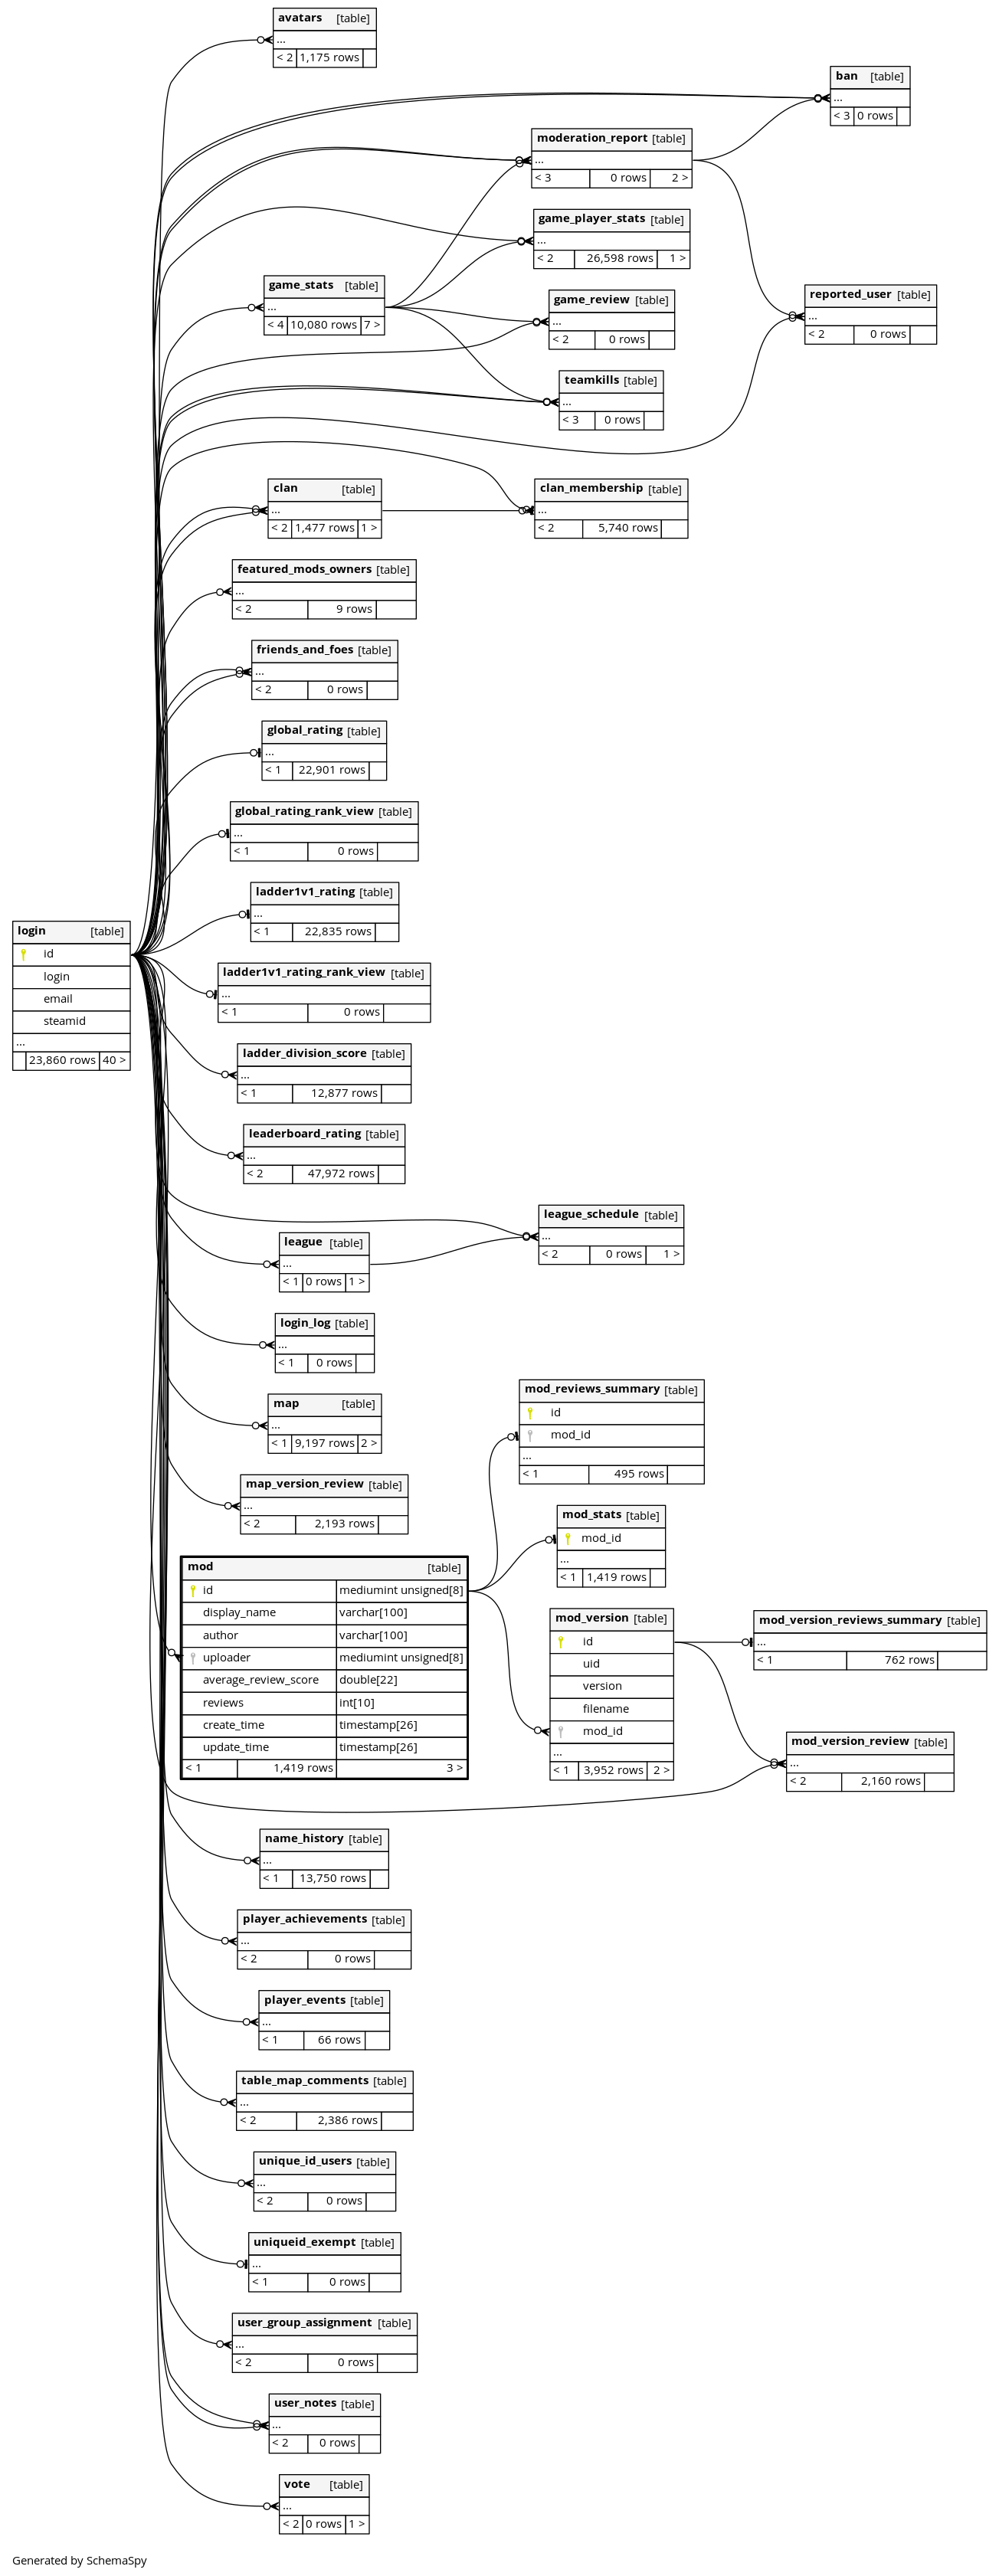 avatars [table]
...
< 2 1,175 rows
ban [table]
...
< 3 0 rows
moderation_report [table]
...
< 3 0 rows 2 >
game_player_stats [table]
...
< 2 26,598 rows 1 >
game_stats [table]
...
< 4 10,080 rows 7 >
game_review [table]
...
< 2 0 rows
reported_user [table]
...
< 2 0 rows
teamkills [table]
...
< 3 0 rows
clan [table]
...
< 2 1,477 rows 1 >
clan_membership [table]
...
< 2 5,740 rows
featured_mods_owners [table]
...
< 2 9 rows
friends_and_foes [table]
...
< 2 0 rows
global_rating [table]
...
< 1 22,901 rows
global_rating_rank_view [table]
...
< 1 0 rows
ladder1v1_rating [table]
...
< 1 22,835 rows
login [table]
id
login
email
steamid
...
23,860 rows 40 >
ladder1v1_rating_rank_view [table]
...
< 1 0 rows
ladder_division_score [table]
...
< 1 12,877 rows
leaderboard_rating [table]
...
< 2 47,972 rows
league_schedule [table]
...
< 2 0 rows 1 >
league [table]
...
< 1 0 rows 1 >
login_log [table]
...
< 1 0 rows
map [table]
...
< 1 9,197 rows 2 >
mod_reviews_summary [table]
id
mod_id
...
< 1 495 rows
map_version_review [table]
...
< 2 2,193 rows
mod_stats [table]
mod_id
...
< 1 1,419 rows
mod [table]
id mediumint unsigned[8]
display_name varchar[100]
author varchar[100]
uploader mediumint unsigned[8]
average_review_score double[22]
reviews int[10]
create_time timestamp[26]
update_time timestamp[26]
< 1 1,419 rows 3 >
mod_version [table]
id
uid
version
filename
mod_id
...
< 1 3,952 rows 2 >
mod_version_reviews_summary [table]
...
< 1 762 rows
mod_version_review [table]
...
< 2 2,160 rows
name_history [table]
...
< 1 13,750 rows
player_achievements [table]
...
< 2 0 rows
player_events [table]
...
< 1 66 rows
table_map_comments [table]
...
< 2 2,386 rows
unique_id_users [table]
...
< 2 0 rows
uniqueid_exempt [table]
...
< 1 0 rows
user_group_assignment [table]
...
< 2 0 rows
user_notes [table]
...
< 2 0 rows
vote [table]
...
< 2 0 rows 1 >
Generated by SchemaSpy